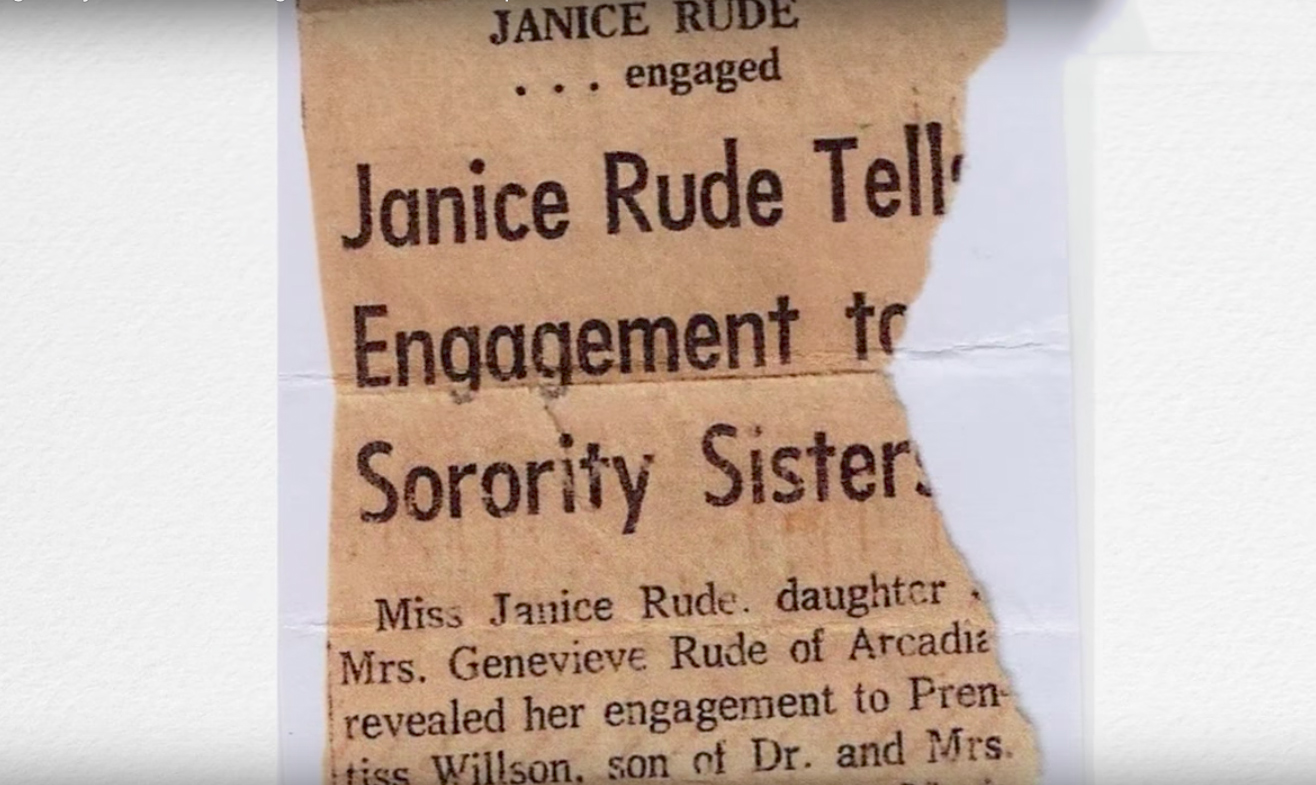 JANICE RUDE
. . . engaged
Janice Rude Tells
Engagement to
Sorority Sisters
Miss Janice Rude, daughter
Mrs. Genevieve Rude of Arcadia
revealed her engagement to Pren-
tiss Willson, son of Dr. and Mrs.